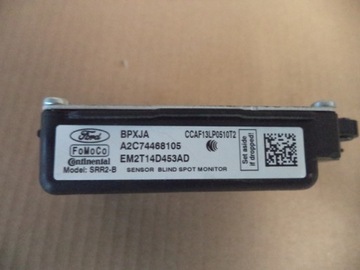 Ford
FoMoCo
Continental
Model: SRR2-B
BPXJA
A2C74468105
EM2T14D453AD
SENSOR BLIND SPOT MONITOR
CCAF13LP0510T2
Set aside
if dropped!